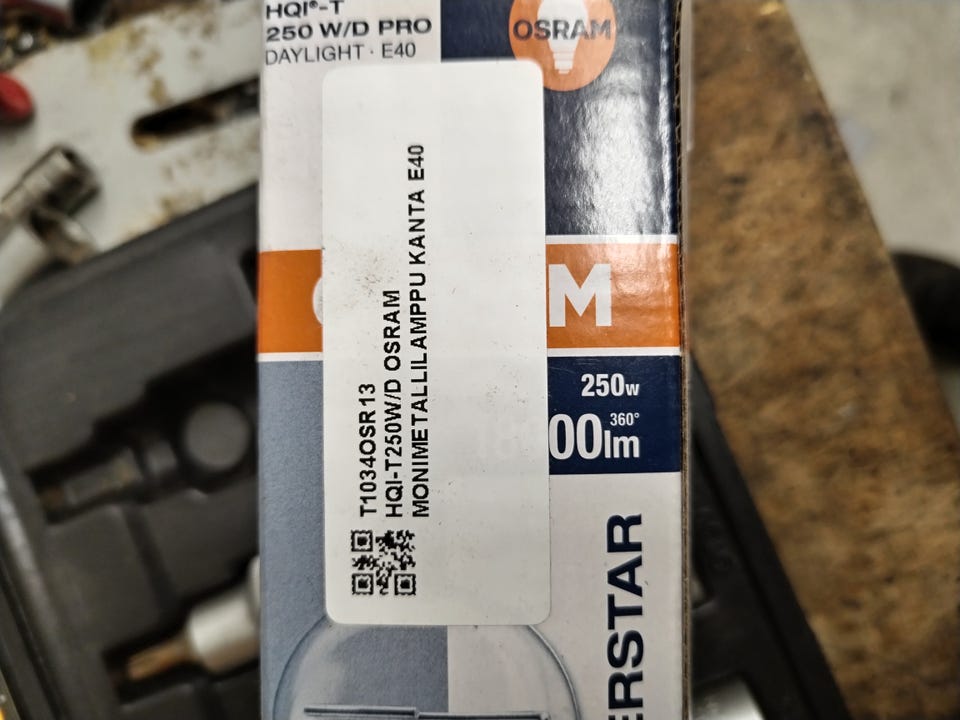 HQI®-T
250 W/D PRO
DAYLIGHT · E40
OSRAM
T1034OSR13
HQI-T250W/D OSRAM
MONIMETALLILAMPPU KANTA E40
M
250w
360°
00lm
ERSTAR